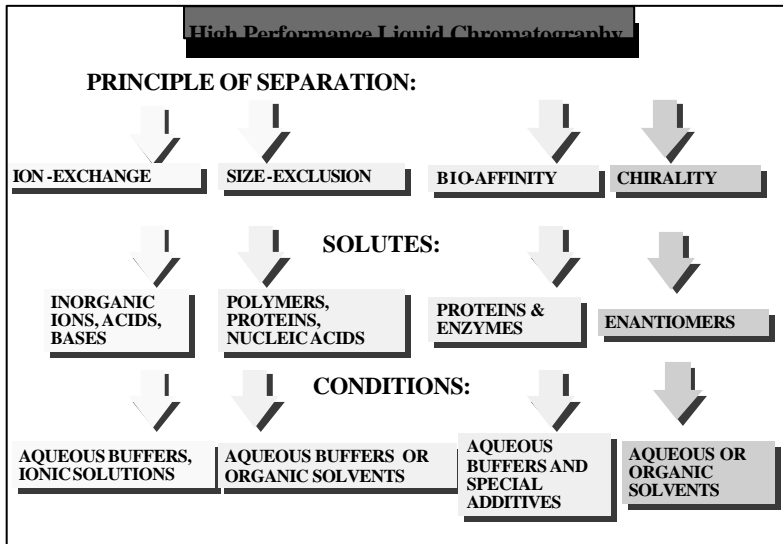 High Performance Liquid Chromatography
PRINCIPLE OF SEPARATION:
ION-EXCHANGE
SIZE-EXCLUSION
BIO-AFFINITY
CHIRALITY
SOLUTES:
INORGANIC
IONS, ACIDS,
BASES
POLYMERS,
PROTEINS,
NUCLEIC ACIDS
PROTEINS &
ENZYMES
ENANTIOMERS
CONDITIONS:
AQUEOUS BUFFERS,
IONIC SOLUTIONS
AQUEOUS BUFFERS OR
ORGANIC SOLVENTS
AQUEOUS
BUFFERS AND
SPECIAL
ADDITIVES
AQUEOUS OR
ORGANIC
SOLVENTS